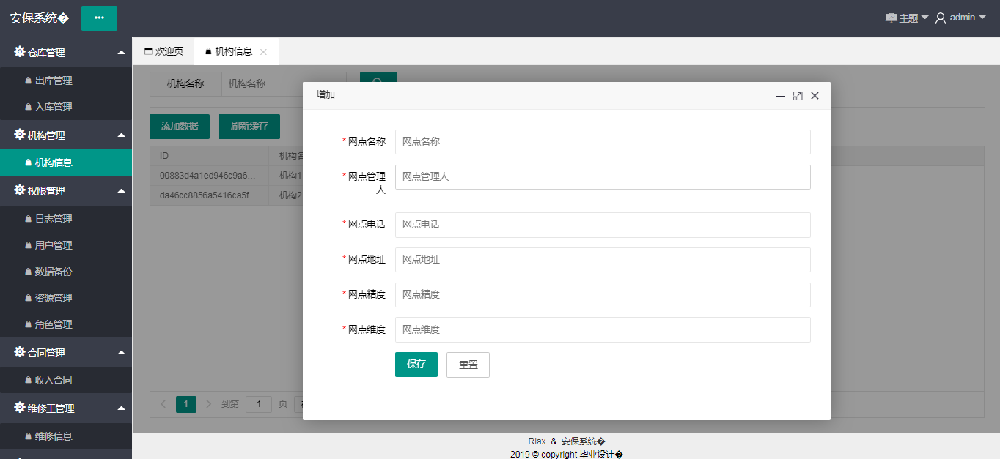 安保系统�
•••
主题
admin
仓库管理
出库管理
入库管理
机构管理
机构信息
权限管理
日志管理
用户管理
数据备份
资源管理
角色管理
合同管理
收入合同
维修工管理
维修信息
欢迎页
机构信息
机构名称
机构名称
添加数据
刷新缓存
ID
机构名
00883d4a1ed946c9a6...
机构1
da46cc8856a5416ca5f...
机构2
1
到第
1
页
增加
*网点名称
网点名称
*网点管理
人
网点管理人
*网点电话
网点电话
*网点地址
网点地址
*网点精度
网点精度
*网点维度
网点维度
保存
重置
Rlax & 安保系统�
2019 © copyright 毕业设计�